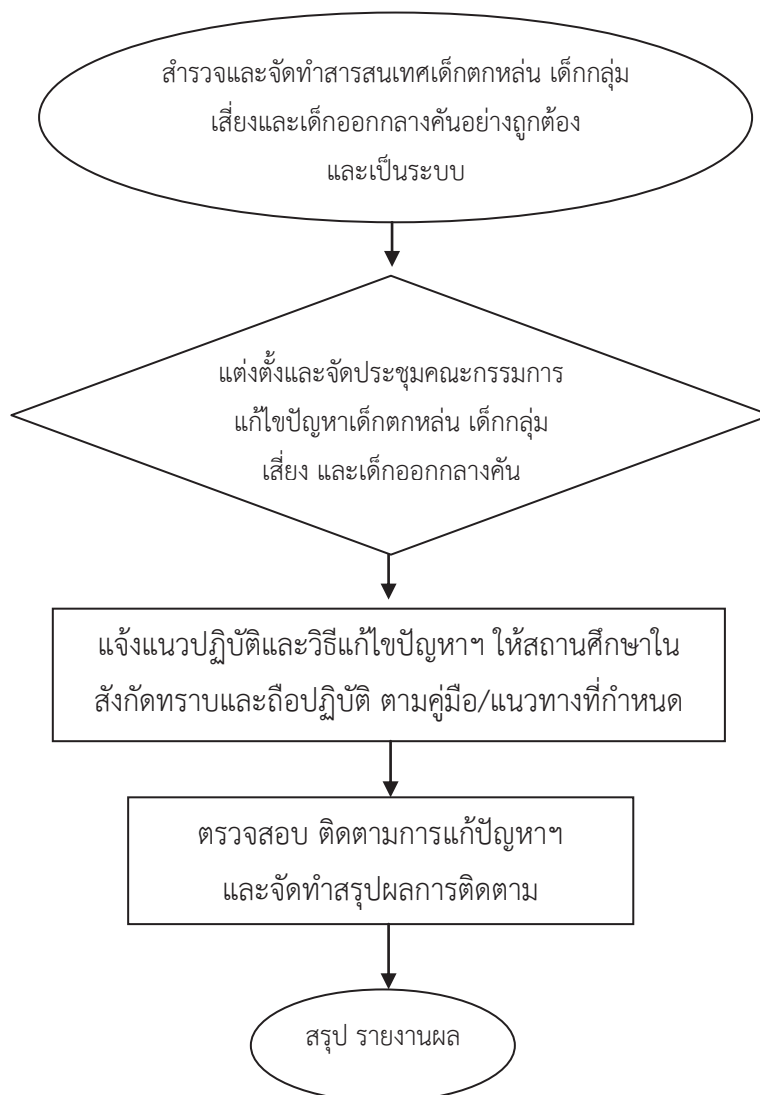 สำรวจและจัดทำสารสนเทศเด็กตกหล่น เด็กกลุ่ม
เสี่ยงและเด็กออกกลางคันอย่างถูกต้อง
และเป็นระบบ
แต่งตั้งและจัดประชุมคณะกรรมการ
แก้ไขปัญหาเด็กตกหล่น เด็กกลุ่ม
เสี่ยง และเด็กออกกลางคัน
แจ้งแนวปฏิบัติและวิธีแก้ไขปัญหาฯ ให้สถานศึกษาใน
สังกัดทราบและถือปฏิบัติ ตามคู่มือ/แนวทางที่กำหนด
ตรวจสอบ ติดตามการแก้ปัญหาฯ
และจัดทำสรุปผลการติดตาม
สรุป รายงานผล